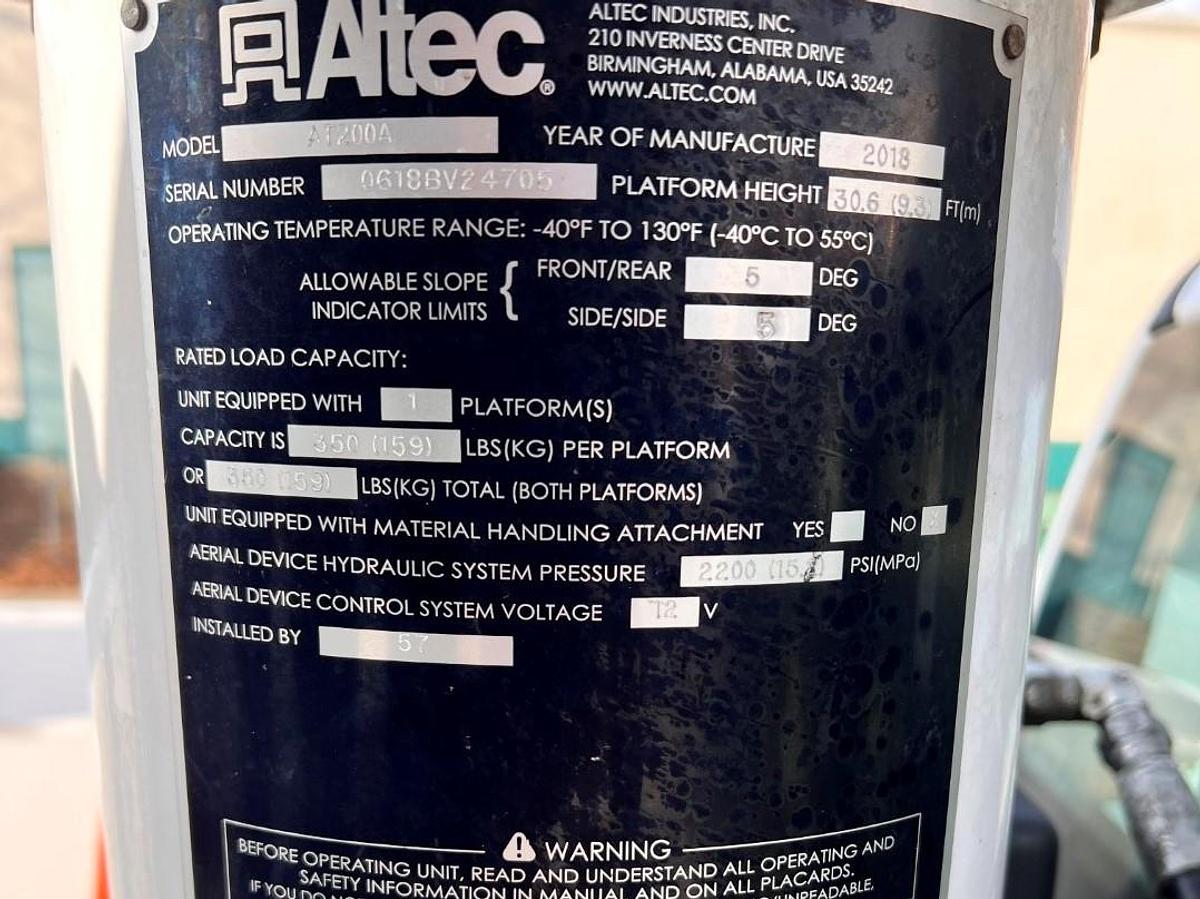 Altec®
ALTEC INDUSTRIES, INC.
210 INVERNESS CENTER DRIVE
BIRMINGHAM, ALABAMA, USA 35242
WWW.ALTEC.COM
MODEL AT200A YEAR OF MANUFACTURE 2018
SERIAL NUMBER 0618BV24705 PLATFORM HEIGHT 30.6 (9.3) FT(m)
OPERATING TEMPERATURE RANGE: -40°F TO 130°F (-40°C TO 55°C)
ALLOWABLE SLOPE INDICATOR LIMITS { FRONT/REAR 5 DEG
SIDE/SIDE 5 DEG
RATED LOAD CAPACITY:
UNIT EQUIPPED WITH 1 PLATFORM(S)
CAPACITY IS 350 (159) LBS(KG) PER PLATFORM
OR 350 (159) LBS(KG) TOTAL (BOTH PLATFORMS)
UNIT EQUIPPED WITH MATERIAL HANDLING ATTACHMENT YES NO X
AERIAL DEVICE HYDRAULIC SYSTEM PRESSURE 2200 PSI(MPa)
AERIAL DEVICE CONTROL SYSTEM VOLTAGE 12 V
INSTALLED BY 57
WARNING
BEFORE OPERATING UNIT, READ AND UNDERSTAND ALL OPERATING AND
SAFETY INFORMATION IN MANUAL AND ON ALL PLACARDS.
IF YOU DO